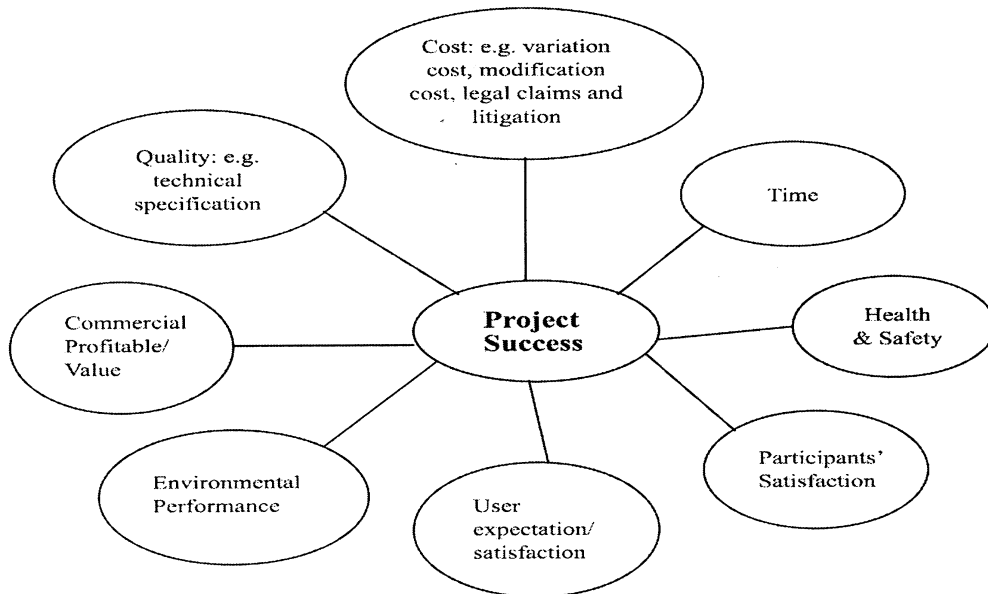 Cost: e.g. variation
cost, modification
cost, legal claims and
litigation
Quality: e.g.
technical
specification
Time
Project
Success
Health
& Safety
Commercial
Profitable/
Value
Participants’
Satisfaction
Environmental
Performance
User
expectation/
satisfaction